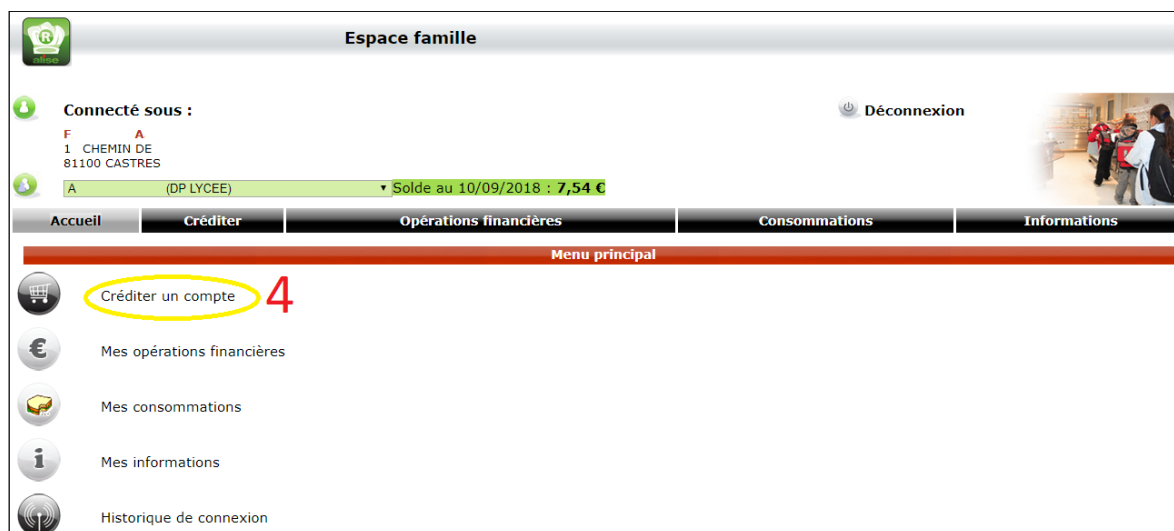 Espace famille
R
alise
Connecté sous :
Déconnexion
F A
1 CHEMIN DE
81100 CASTRES
A (DP LYCEE) Solde au 10/09/2018 : 7,54 €
Accueil Créditer Opérations financières Consommations Informations
Menu principal
Créditer un compte 4
€ Mes opérations financières
Mes consommations
i Mes informations
Historique de connexion